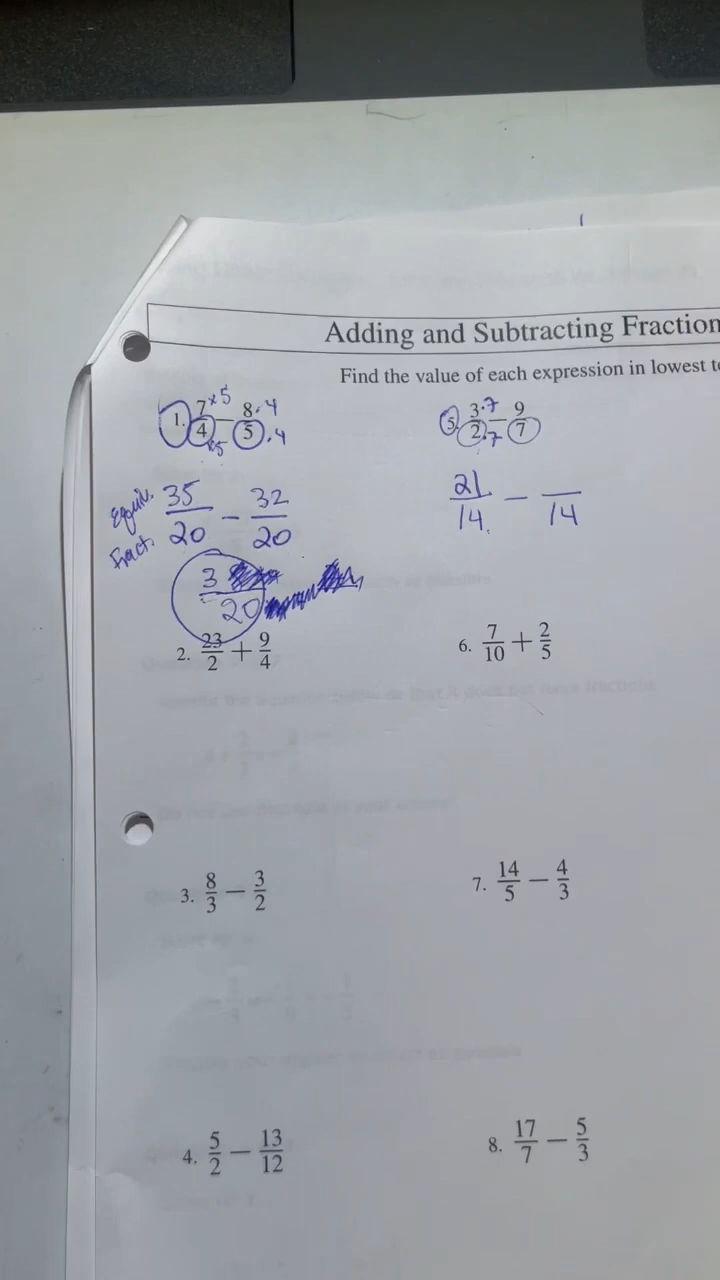 Adding and Subtracting Fraction
Find the value of each expression in lowest t
1. 7×5/4×5 − 8·4/5·4
Equiv. Fract. 35/20 − 32/20
3/20
5. 3·7/2·7 − 9/7
21/14 − /14
2. 23/2 + 9/4
6. 7/10 + 2/5
3. 8/3 − 3/2
7. 14/5 − 4/3
4. 5/2 − 13/12
8. 17/7 − 5/3